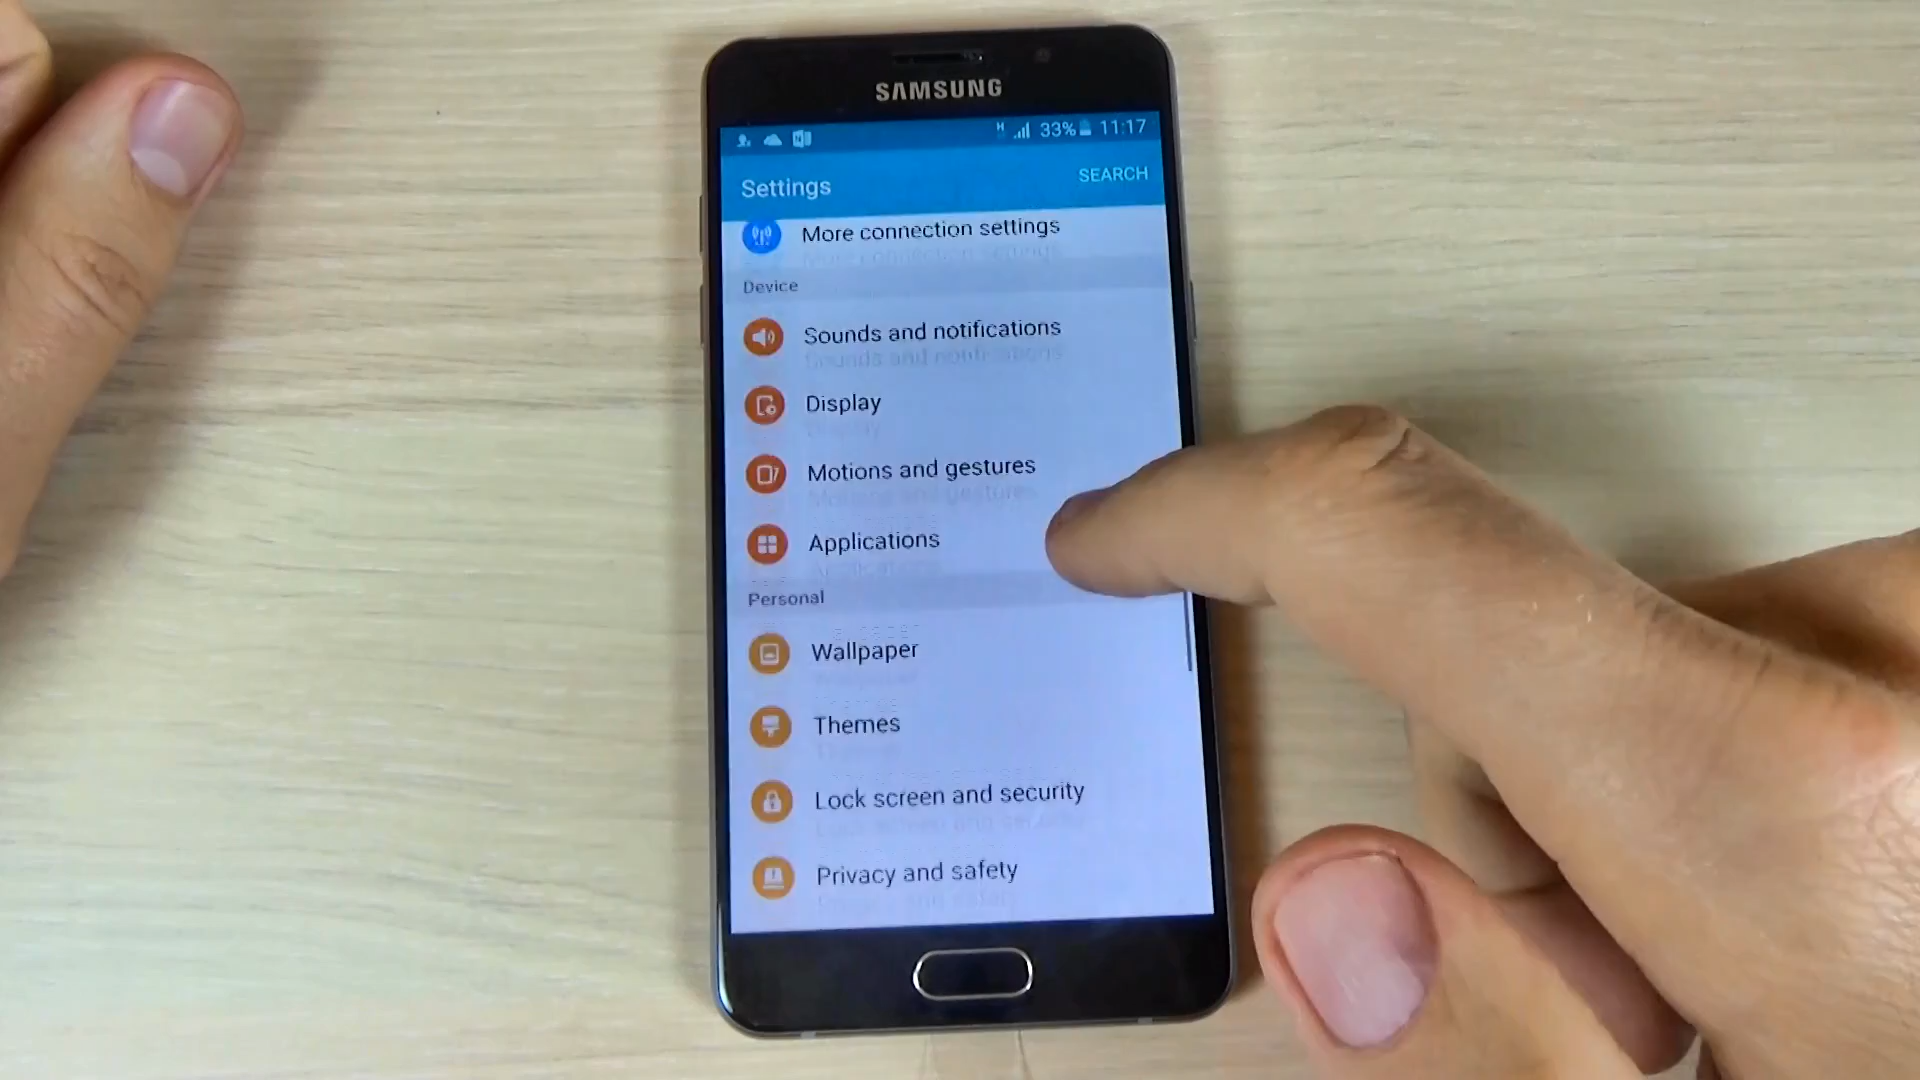 SAMSUNG
33% 11:17
Settings
SEARCH
More connection settings
Device
Sounds and notifications
Display
Motions and gestures
Applications
Personal
Wallpaper
Themes
Lock screen and security
Privacy and safety